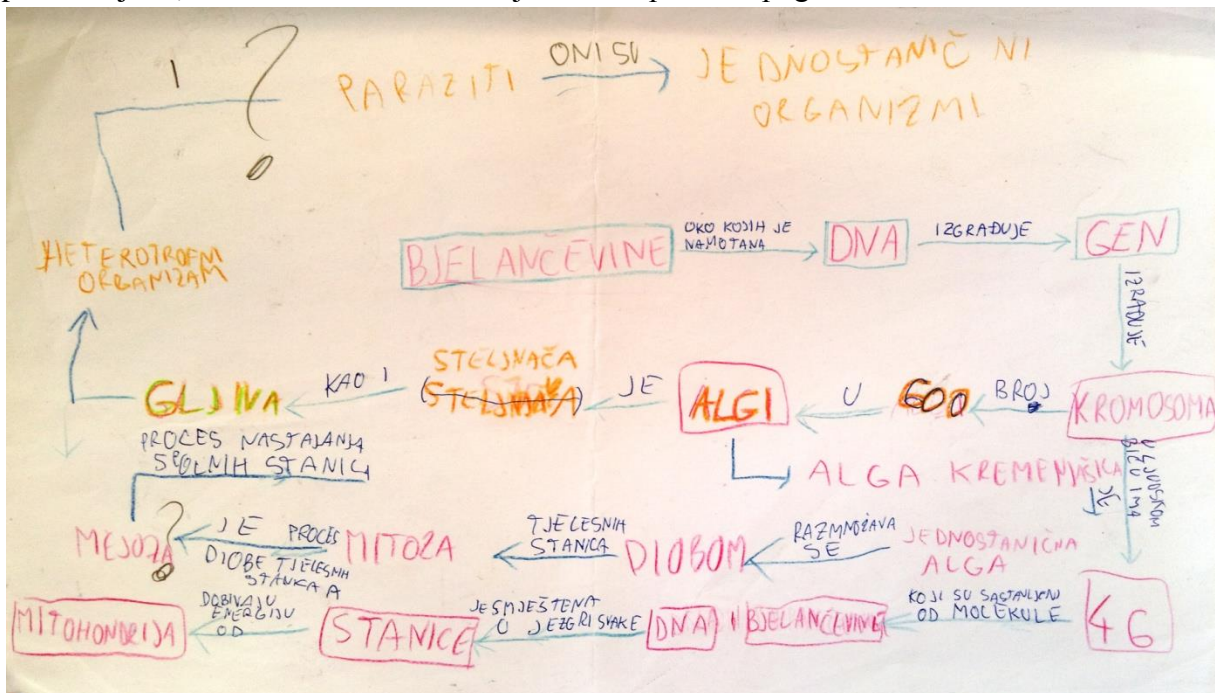 I
?
PARAZITI
ONI SU
JEDNOSTANIČNI
ORGANIZMI
HETEROTROFNI
ORGANIZAM
BJELANČEVINE
OKO KOJIH JE
NAMOTANA
DNA
IZGRAĐUJE
GEN
IZGRAĐUJE
GLJIVA
KAO I
STELJNAČA
JE
ALGI
U
600
BROJ
KROMOSOMA
PROCES NASTAJANJA
SPOLNIH STANICA
ALGA KREMENJAŠICA
U LJUDSKOM
BIĆU IMA
JE
MEJOZA
?
JE PROCES
DIOBE TJELESNIH
STANICA A
MITOZA
TJELESNIH
STANICA
DIOBOM
RAZMNOŽAVA
SE
JEDNOSTANIČNA
ALGA
MITOHONDRIJA
DOBIVAJU
ENERGIJU
OD
STANICE
JE SMJEŠTENA
U JEZGRI SVAKE
DNA I BJELANČEVINE
KOJI SU SASTAVLJENI
OD MOLEKULE
46